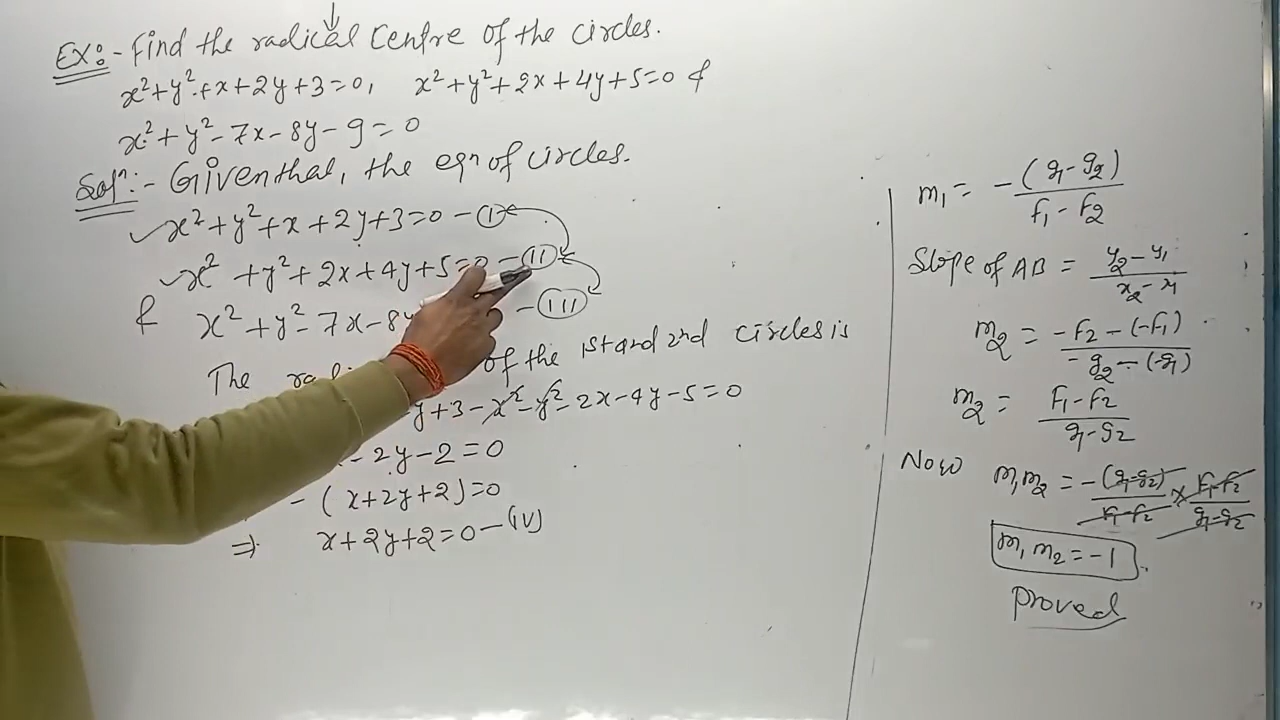 Ex:- Find the radical Centre of the circles.
x²+y²+x+2y+3=0, x²+y²+2x+4y+5=0 &
x²+y²-7x-8y-9=0
Solⁿ:- Given that, the eqⁿ of circles.
x²+y²+x+2y+3=0 - (I)
x²+y²+2x+4y+5=0 - (II)
& x²+y²-7x-8y - (III)
The of the 1st and 2nd circles is
y+3-x²-y²-2x-4y-5=0
-2y-2=0
-(x+2y+2)=0
⇒ x+2y+2=0-(IV)
m₁ = -(g₁-g₂)/(f₁-f₂)
Slope of AB = (y₂-y₁)/(x₂-x₁)
m₂ = (-f₂-(-f₁))/(-g₂-(-g₁))
m₂ = (f₁-f₂)/(g₁-g₂)
Now m₁m₂ = -(g₁-g₂)/(f₁-f₂) × (f₁-f₂)/(g₁-g₂)
m₁m₂=-1
Proved